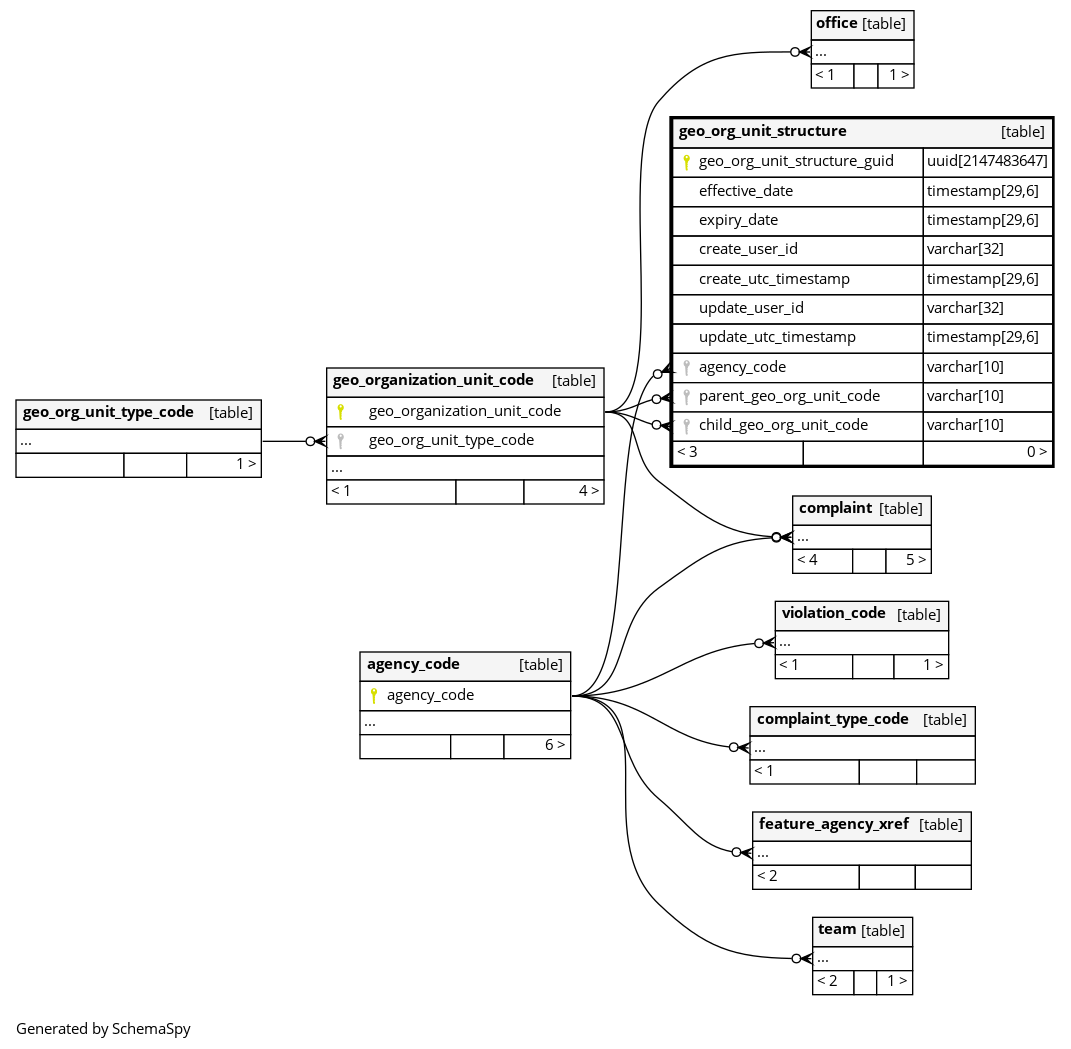 office [table]
...
< 1 1 >
geo_org_unit_structure [table]
geo_org_unit_structure_guid uuid[2147483647]
effective_date timestamp[29,6]
expiry_date timestamp[29,6]
create_user_id varchar[32]
create_utc_timestamp timestamp[29,6]
update_user_id varchar[32]
update_utc_timestamp timestamp[29,6]
agency_code varchar[10]
parent_geo_org_unit_code varchar[10]
child_geo_org_unit_code varchar[10]
< 3 0 >
geo_organization_unit_code [table]
geo_organization_unit_code
geo_org_unit_type_code
...
< 1 4 >
geo_org_unit_type_code [table]
...
1 >
complaint [table]
...
< 4 5 >
violation_code [table]
...
< 1 1 >
agency_code [table]
agency_code
...
6 >
complaint_type_code [table]
...
< 1
feature_agency_xref [table]
...
< 2
team [table]
...
< 2 1 >
Generated by SchemaSpy